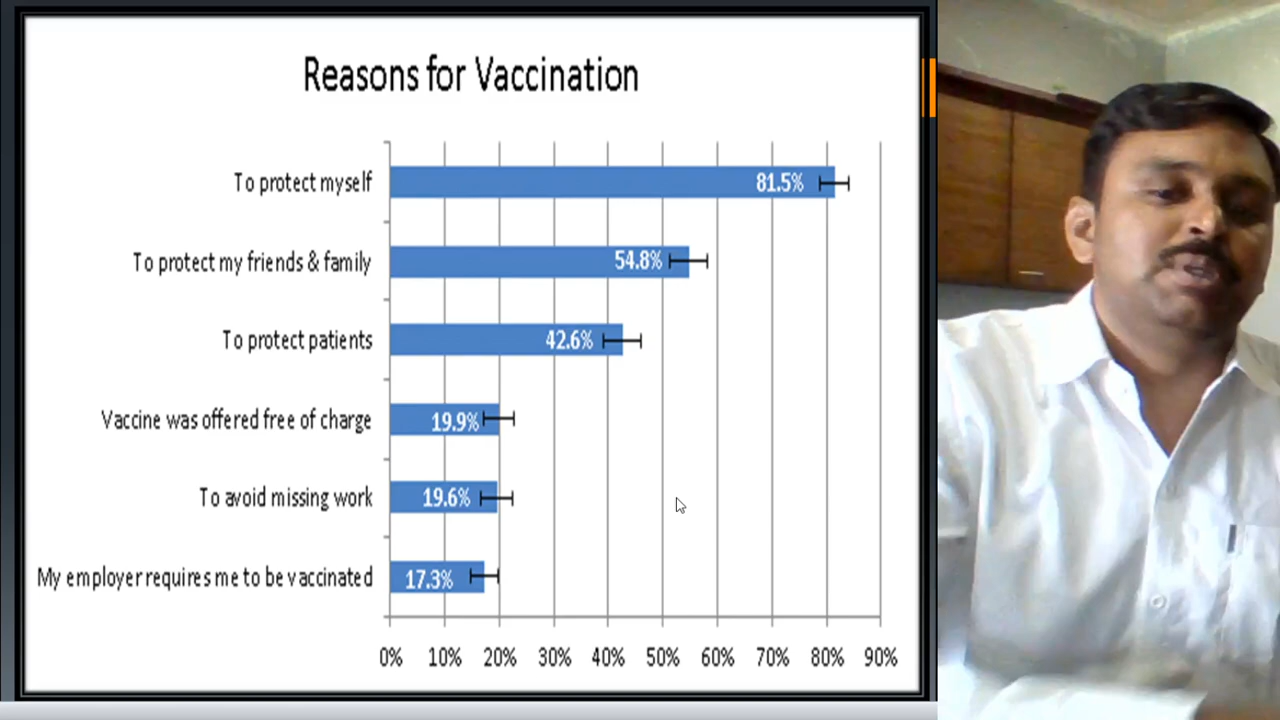 Reasons for Vaccination
To protect myself 81.5%
To protect my friends & family 54.8%
To protect patients 42.6%
Vaccine was offered free of charge 19.9%
To avoid missing work 19.6%
My employer requires me to be vaccinated 17.3%
0% 10% 20% 30% 40% 50% 60% 70% 80% 90%